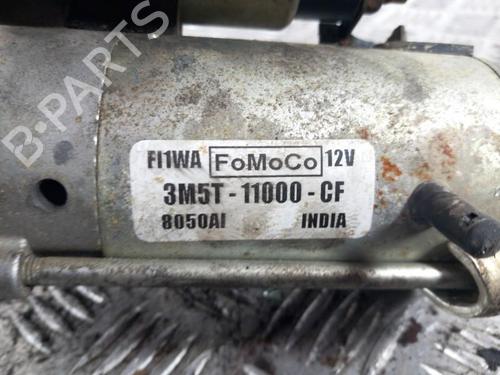 B-PARTS
FI1WA FoMoCo 12V
3M5T-11000-CF
8050AI INDIA